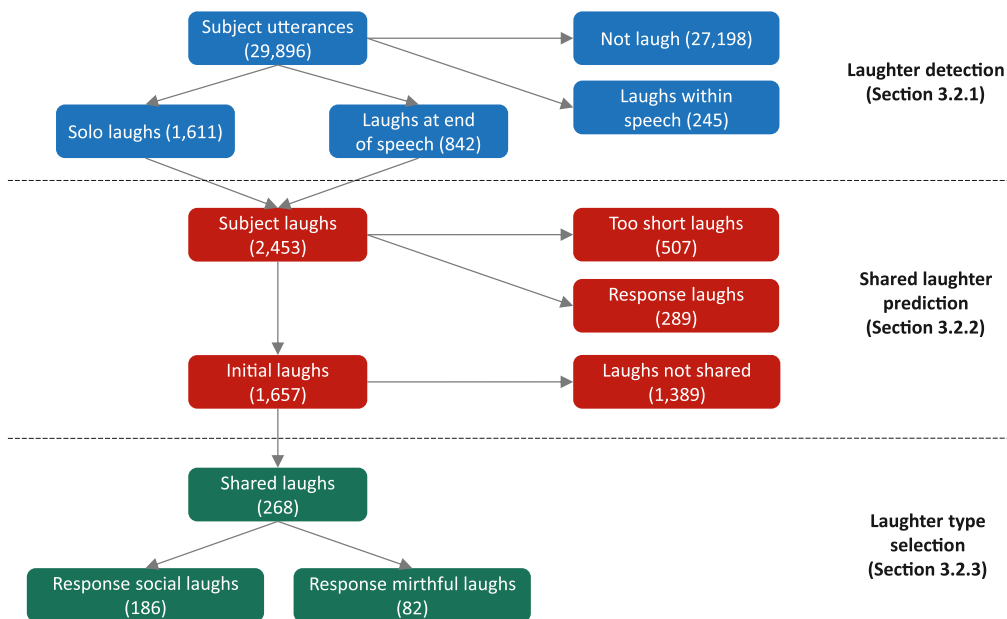 Subject utterances
(29,896)
Not laugh (27,198)
Laughter detection
(Section 3.2.1)
Solo laughs (1,611)
Laughs at end
of speech (842)
Laughs within
speech (245)
Subject laughs
(2,453)
Too short laughs
(507)
Response laughs
(289)
Shared laughter
prediction
(Section 3.2.2)
Initial laughs
(1,657)
Laughs not shared
(1,389)
Shared laughs
(268)
Laughter type
selection
(Section 3.2.3)
Response social laughs
(186)
Response mirthful laughs
(82)